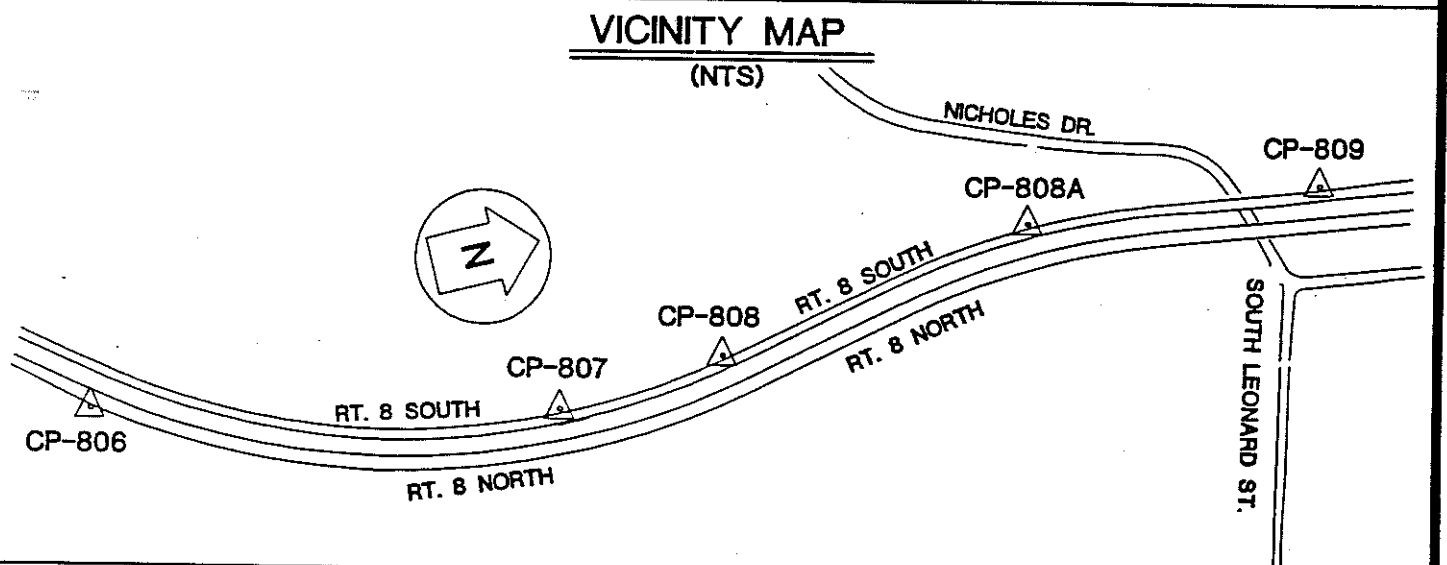 VICINITY MAP
(NTS)
NICHOLES DR.
CP-809
CP-808A
N
RT. 8 SOUTH
CP-808
RT. 8 NORTH
CP-807
RT. 8 SOUTH
CP-806
RT. 8 NORTH
SOUTH LEONARD ST.